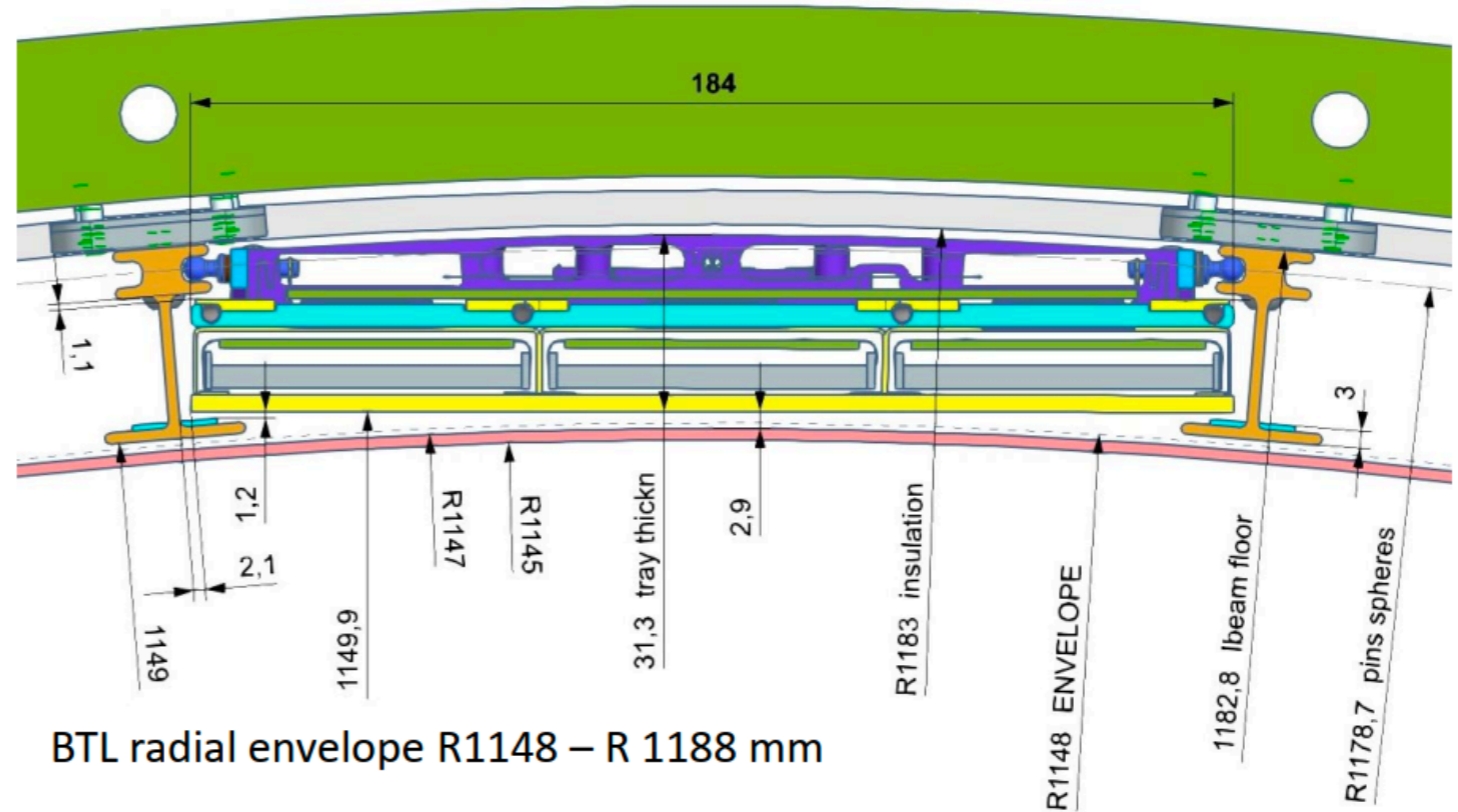 184
1,1
3
1,2
2,1
R1147
R1145
2,9
31,3 tray thickn
R1183 insulation
1149
1149,9
R1148 ENVELOPE
1182,8 Ibeam floor
R1178,7 pins spheres
BTL radial envelope R1148 – R 1188 mm